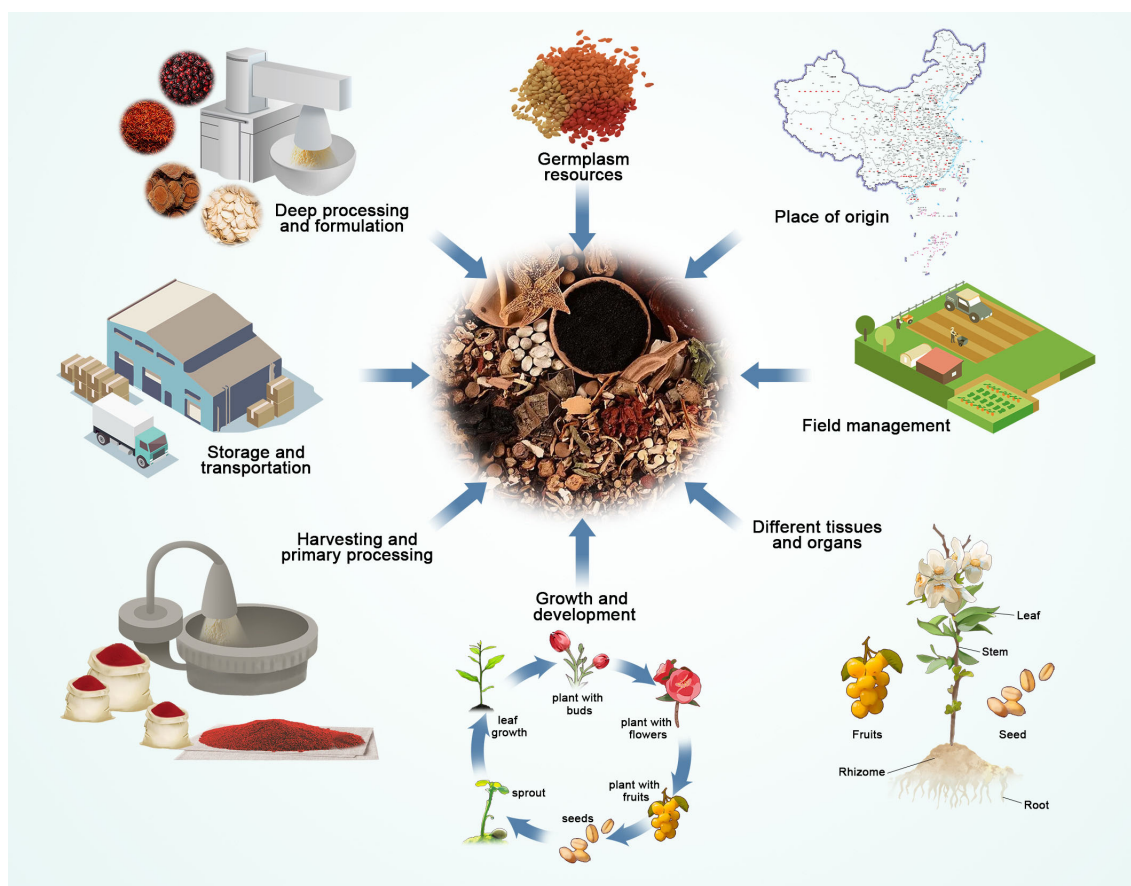 Germplasm
resources
Deep processing
and formulation
Place of origin
Storage and
transportation
Field management
Harvesting and
primary processing
Different tissues
and organs
Growth and
development
leaf
growth
plant with
buds
plant with
flowers
plant with
fruits
seeds
sprout
Leaf
Stem
Fruits
Seed
Rhizome
Root